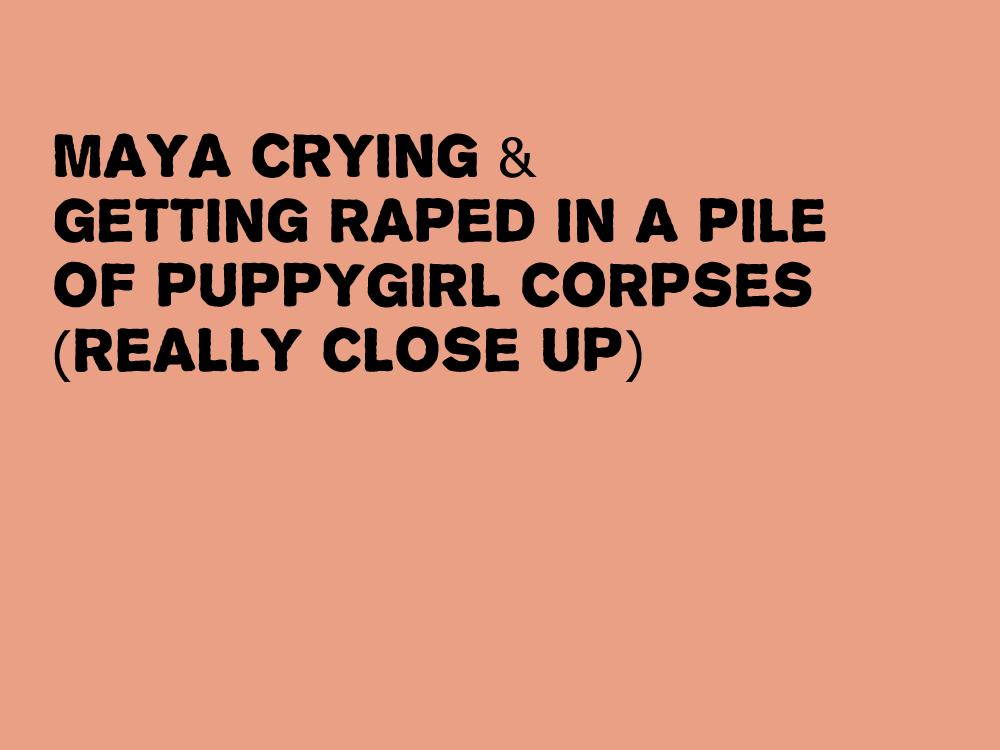 MAYA CRYING &
GETTING RAPED IN A PILE
OF PUPPYGIRL CORPSES
(REALLY CLOSE UP)